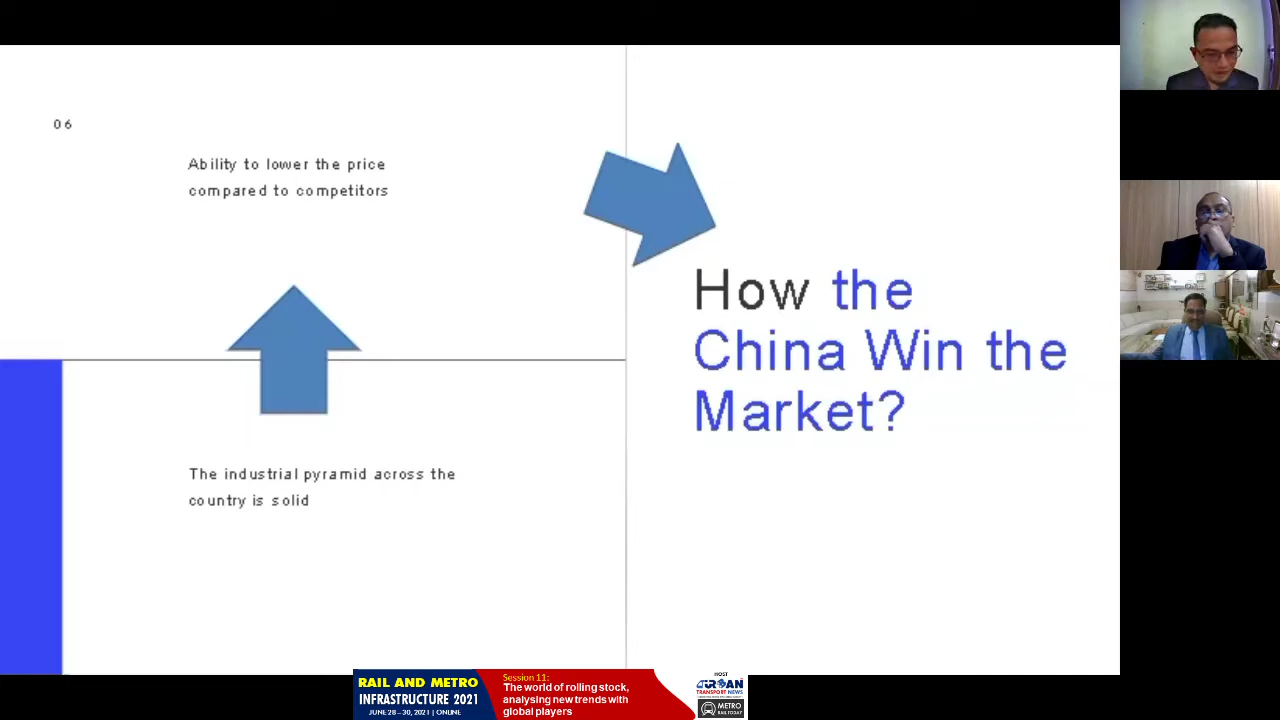 06
Ability to lower the price
compared to competitors
The industrial pyramid across the
country is solid
How the
China Win the
Market?
RAIL AND METRO
INFRASTRUCTURE 2021
JUNE 28 – 30, 2021 | ONLINE
Session 11:
The world of rolling stock,
analysing new trends with
global players
HOST
URBAN
TRANSPORT NEWS
METRO
RAIL TODAY